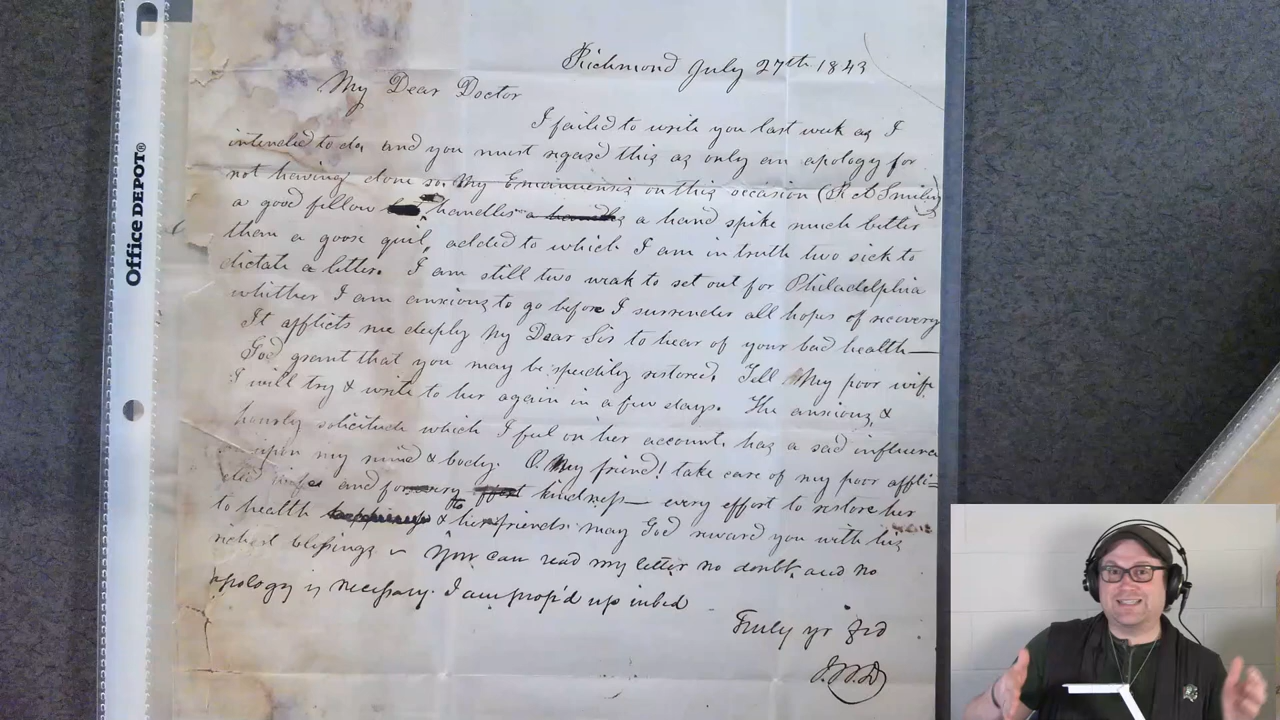 Office DEPOT®
Richmond July 27th 1843
My Dear Doctor
I failed to write you last week as I
intended to do, and you must regard this as only an apology for
not having done so. My Emanuensis on this occasion (R A Smiley)
a good fellow handles a hand spike much better
than a goose quil, added to which I am in truth two sick to
dictate a letter. I am still two weak to set out for Philadelphia
whither I am anxious to go before I surrender all hopes of recovery
It afflicts me deeply My Dear Sir to hear of your bad health—
God grant that you may be speedily restored. Tell My poor wife
I will try & write to her again in a few days. The anxious &
hourly solicitude which I feel on her account, has a sad influence
upon my mind & body. O. My friend! take care of my poor afflic=
ted wife and for every kindness— every effort to restore her
to health & to her friends may God reward you with his
richest blessings ~ You can read my letter no doubt, and no
apology is necessary. I am prop'd up in bed
Truly yr frd
J.W.D